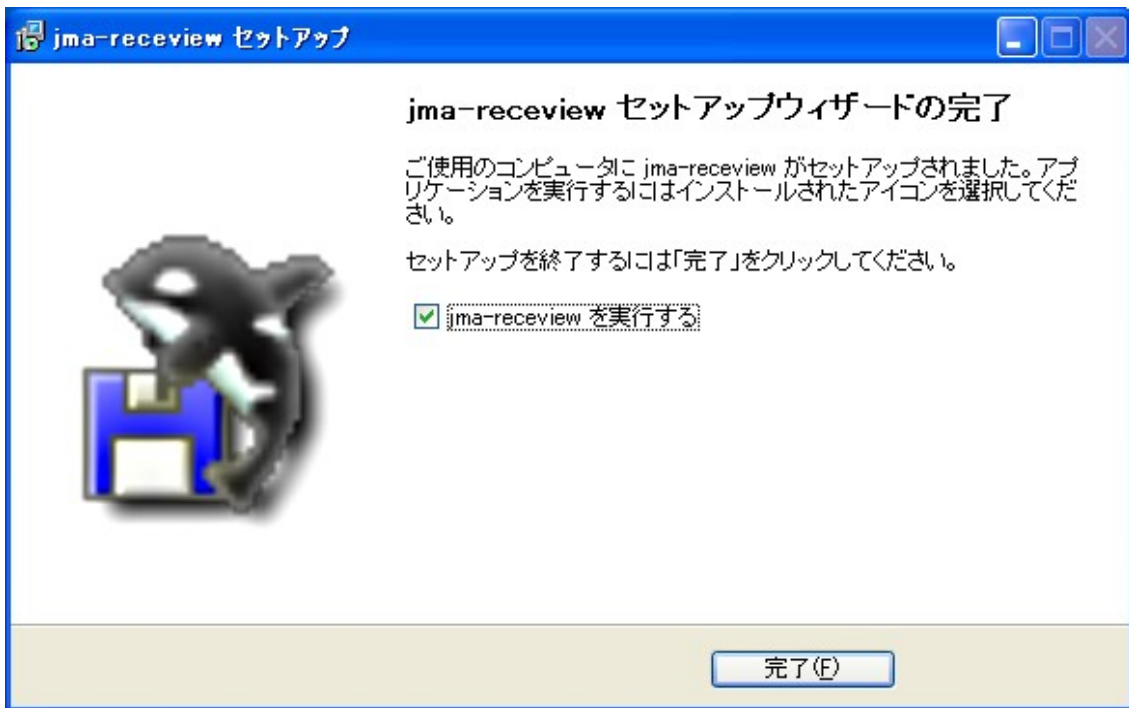 jma-receview セットアップ
jma-receview セットアップウィザードの完了
ご使用のコンピュータに jma-receview がセットアップされました。アプ
リケーションを実行するにはインストールされたアイコンを選択してくだ
さい。
セットアップを終了するには「完了」をクリックしてください。
jma-receview を実行する
完了(F)